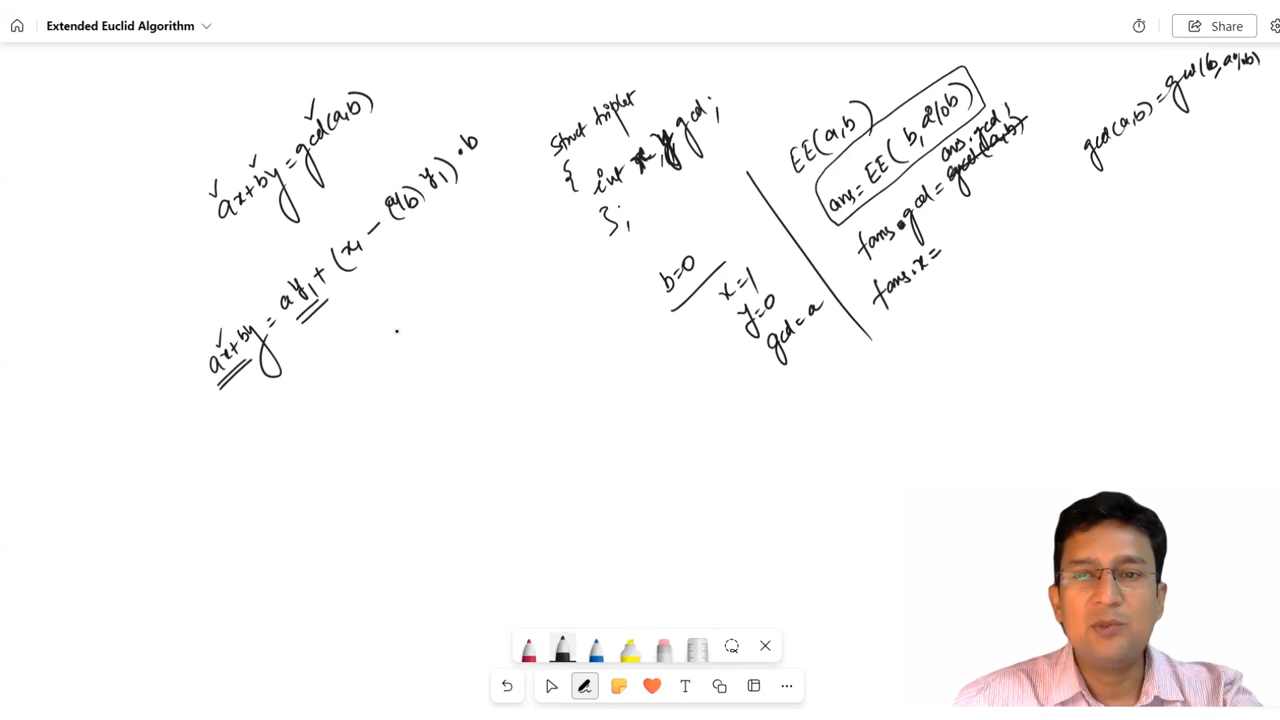 Extended Euclid Algorithm
Share
ax+by=gcd(a,b)
ax+by = ay₁ + (x₁ - (a/b) y₁)·b
struct triplet
{ int x, y, gcd;
};
b=0
x=1
y=0
gcd=a
EE(a,b)
ans=EE(b,a%b)
fans.gcd = ans.gcd;
gcd(a,b)
fans.x =
gcd(a,b) = gcd(b,a%b)
T